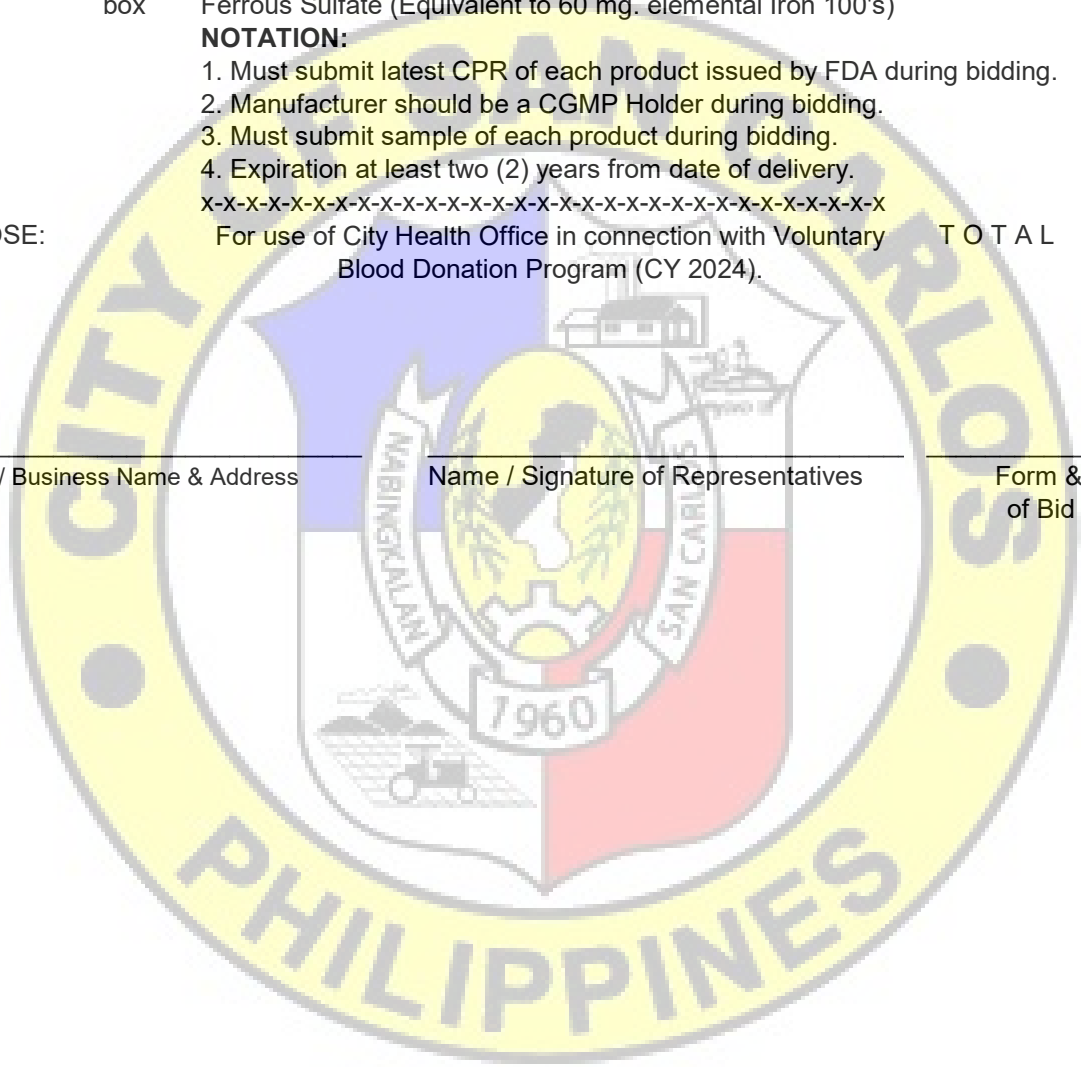 box Ferrous Sulfate (Equivalent to 60 mg. elemental Iron 100's)
NOTATION:
1. Must submit latest CPR of each product issued by FDA during bidding.
2. Manufacturer should be a CGMP Holder during bidding.
3. Must submit sample of each product during bidding.
4. Expiration at least two (2) years from date of delivery.
x-x-x-x-x-x-x-x-x-x-x-x-x-x-x-x-x-x-x-x-x-x-x-x-x-x-x-x-x-x-x
OSE: For use of City Health Office in connection with Voluntary T O T A L
Blood Donation Program (CY 2024).
/ Business Name & Address Name / Signature of Representatives Form &
of Bid
CITY OF SAN CARLOS
NABINGKALAN
SAN CARLOS
1960
PHILIPPINES